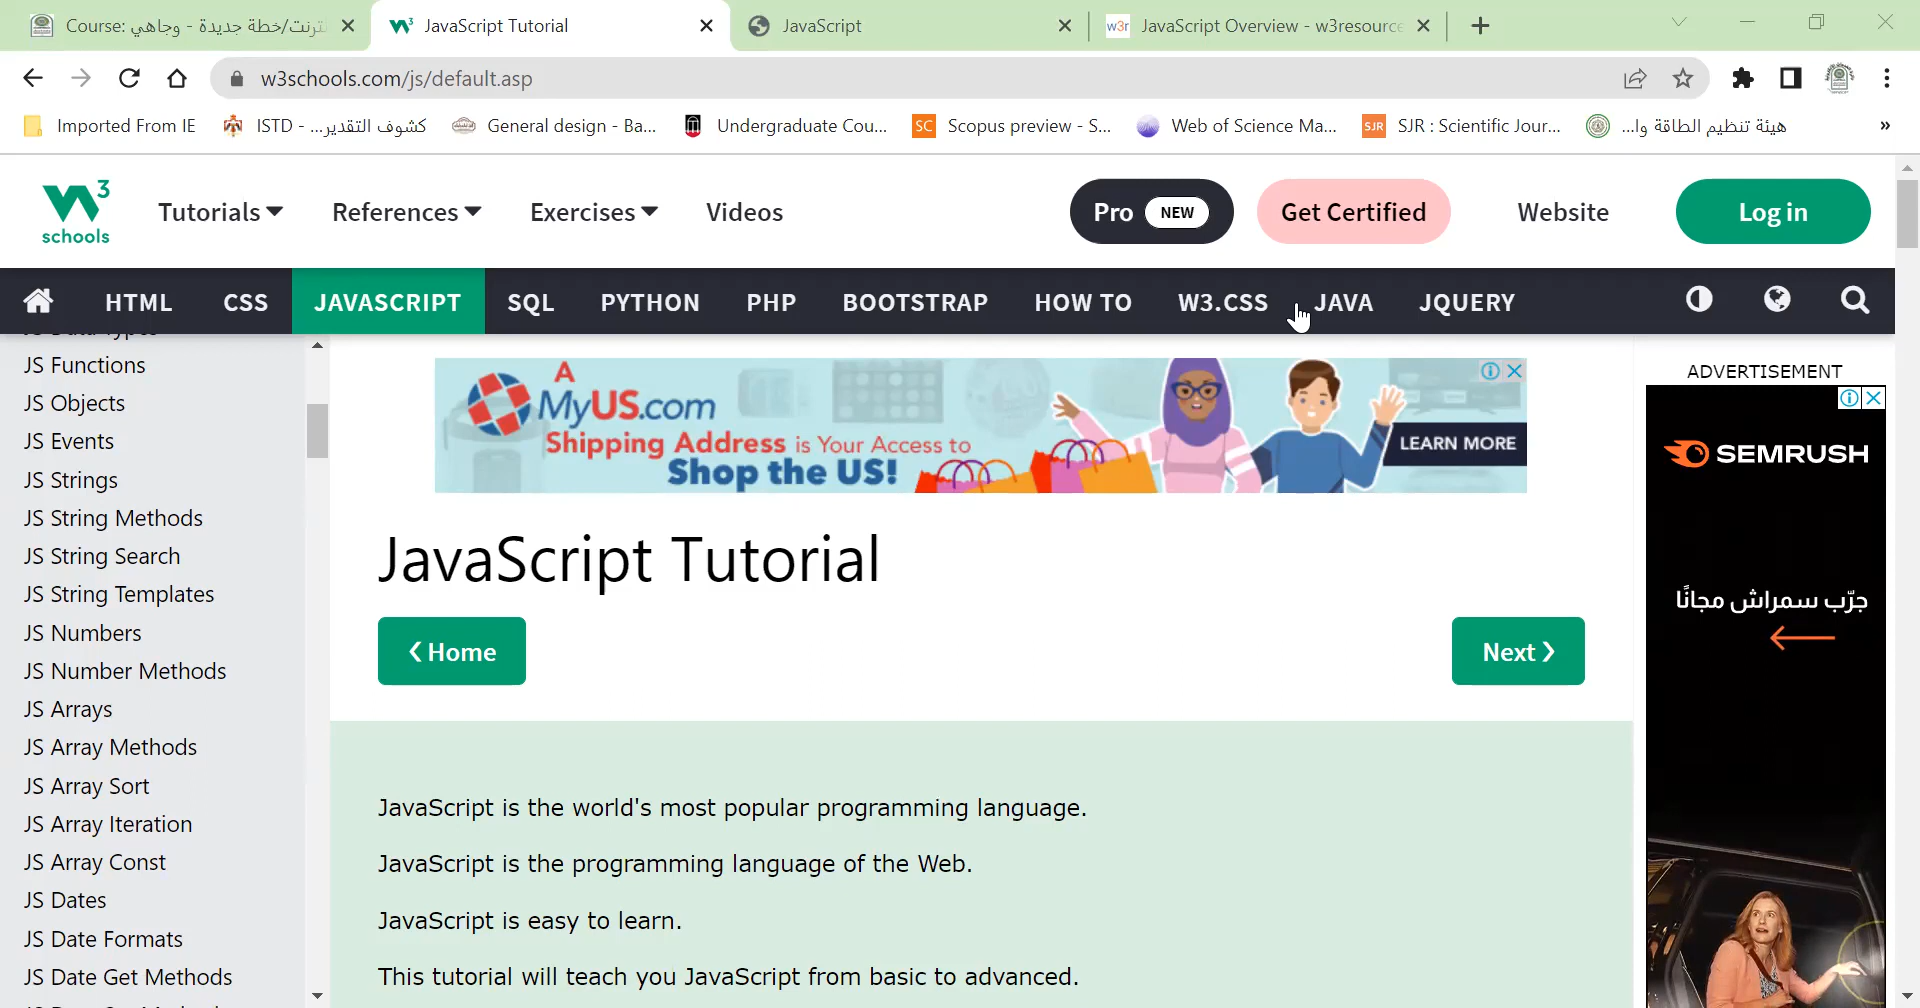 Course: ترنت/خطة جديدة - وجاهي
JavaScript Tutorial
JavaScript
JavaScript Overview - w3resource
w3schools.com/js/default.asp
Imported From IE
ISTD - ...كشوف التقدير
General design - Ba...
Undergraduate Cou...
SC Scopus preview - S...
Web of Science Ma...
SJR SJR : Scientific Jour...
هيئة تنظيم الطاقة وا...
»
W3 schools
Tutorials
References
Exercises
Videos
Pro NEW
Get Certified
Website
Log in
HTML
CSS
JAVASCRIPT
SQL
PYTHON
PHP
BOOTSTRAP
HOW TO
W3.CSS
JAVA
JQUERY
JS Functions
JS Objects
JS Events
JS Strings
JS String Methods
JS String Search
JS String Templates
JS Numbers
JS Number Methods
JS Arrays
JS Array Methods
JS Array Sort
JS Array Iteration
JS Array Const
JS Dates
JS Date Formats
JS Date Get Methods
A
MyUS.com
Shipping Address is Your Access to
Shop the US!
LEARN MORE
JavaScript Tutorial
❮ Home
Next ❯
JavaScript is the world's most popular programming language.
JavaScript is the programming language of the Web.
JavaScript is easy to learn.
This tutorial will teach you JavaScript from basic to advanced.
ADVERTISEMENT
SEMRUSH
جرّب سمراش مجانًا